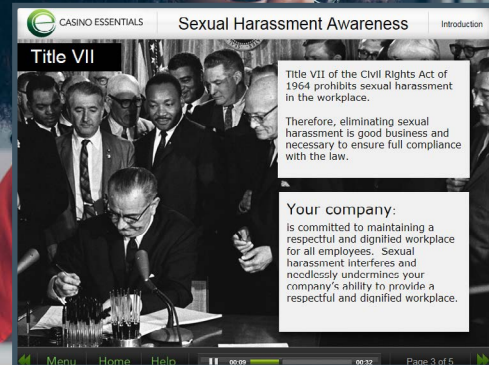 CASINO ESSENTIALS
Sexual Harassment Awareness
Introduction
Title VII
Title VII of the Civil Rights Act of
1964 prohibits sexual harassment
in the workplace.
Therefore, eliminating sexual
harassment is good business and
necessary to ensure full compliance
with the law.
Your company:
is committed to maintaining a
respectful and dignified workplace
for all employees. Sexual
harassment interferes and
needlessly undermines your
company's ability to provide a
respectful and dignified workplace.
Menu Home Help 00:09 00:32 Page 3 of 5